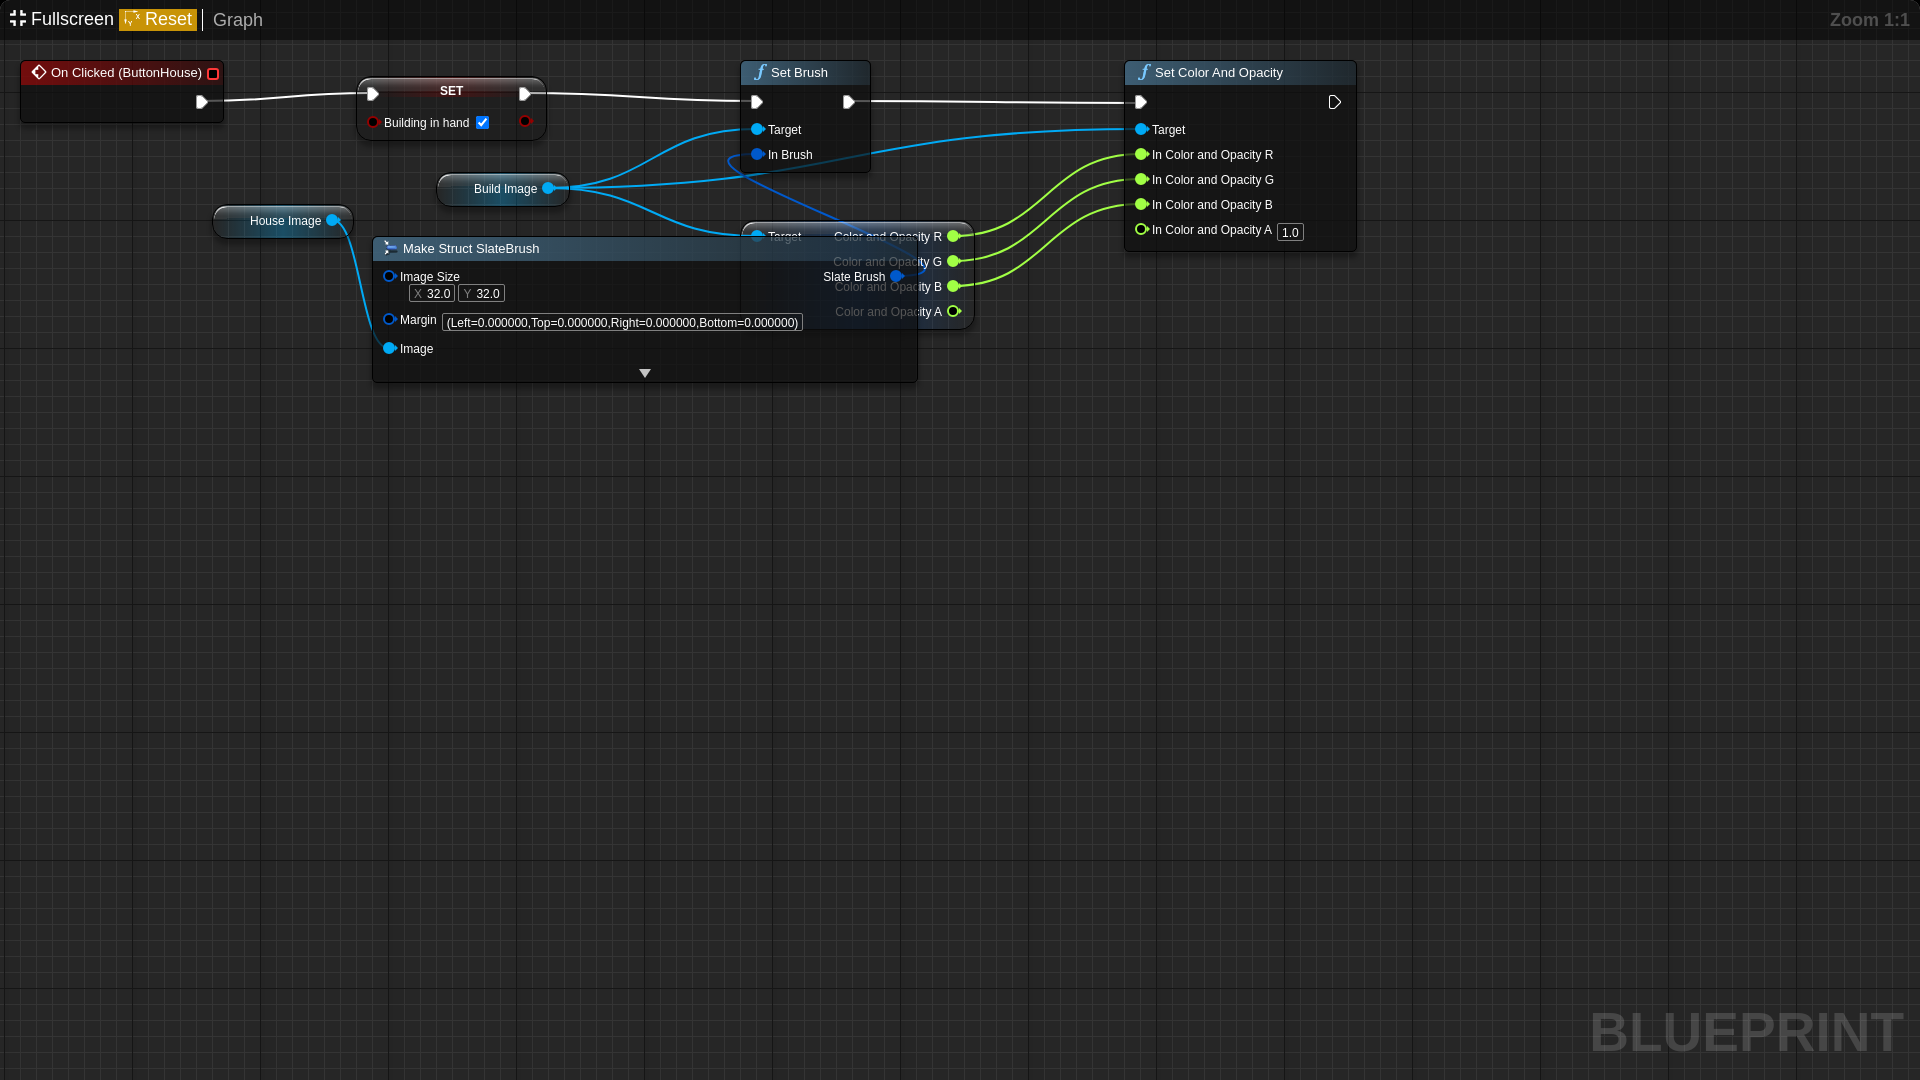 Fullscreen Reset Graph Zoom 1:1
On Clicked (ButtonHouse)
SET
Building in hand
Set Brush
Target
In Brush
Set Color And Opacity
Target
In Color and Opacity R
In Color and Opacity G
In Color and Opacity B
In Color and Opacity A 1.0
Build Image
House Image
Target Color and Opacity R
Color and Opacity G
Color and Opacity B
Color and Opacity A
Make Struct SlateBrush
Image Size Slate Brush
X 32.0 Y 32.0
Margin (Left=0.000000,Top=0.000000,Right=0.000000,Bottom=0.000000)
Image
BLUEPRINT